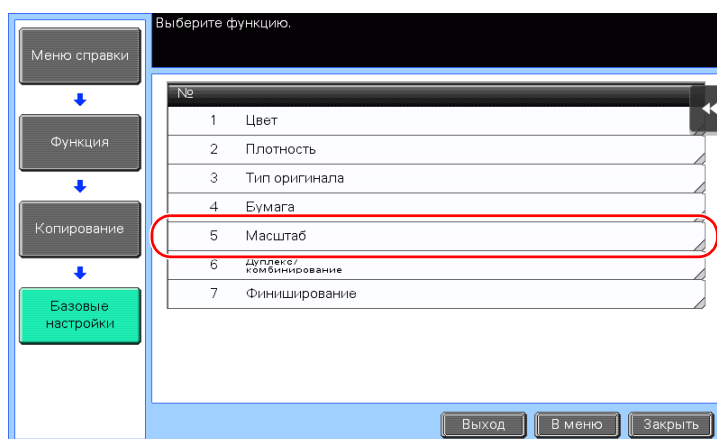 Выберите функцию.
Меню справки
Функция
Копирование
Базовые
настройки
№
1 Цвет
2 Плотность
3 Тип оригинала
4 Бумага
5 Масштаб
6 Дуплекс/
комбинирование
7 Финиширование
Выход В меню Закрыть